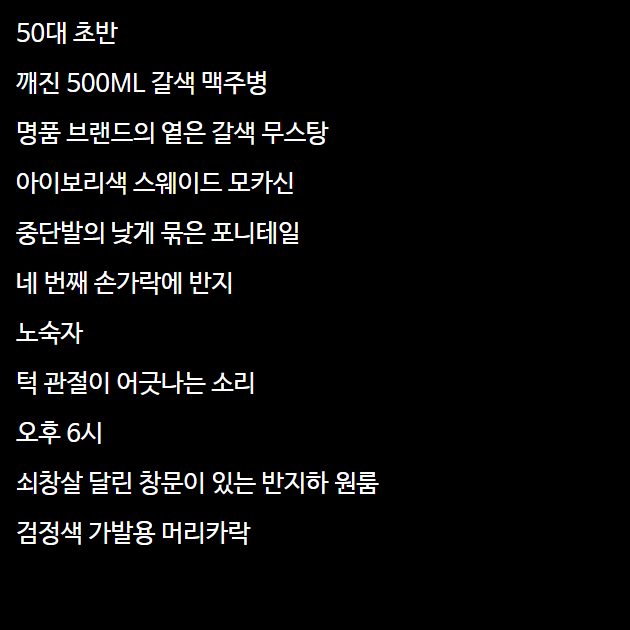 50대 초반
깨진 500ML 갈색 맥주병
명품 브랜드의 옅은 갈색 무스탕
아이보리색 스웨이드 모카신
중단발의 낮게 묶은 포니테일
네 번째 손가락에 반지
노숙자
턱 관절이 어긋나는 소리
오후 6시
쇠창살 달린 창문이 있는 반지하 원룸
검정색 가발용 머리카락